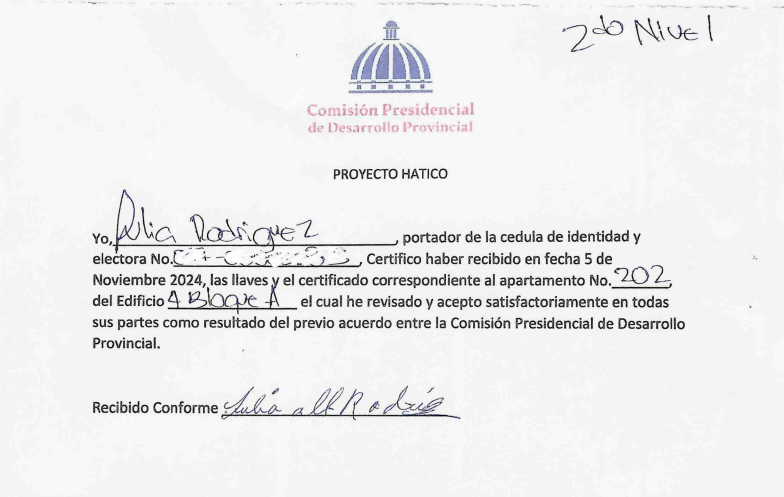 2do Nivel
Comisión Presidencial
de Desarrollo Provincial
PROYECTO HATICO
Yo, Julia Rodriguez, portador de la cedula de identidad y
electora No. , Certifico haber recibido en fecha 5 de
Noviembre 2024, las llaves y el certificado correspondiente al apartamento No. 202,
del Edificio 4 Bloque A el cual he revisado y acepto satisfactoriamente en todas
sus partes como resultado del previo acuerdo entre la Comisión Presidencial de Desarrollo
Provincial.
Recibido Conforme Julia